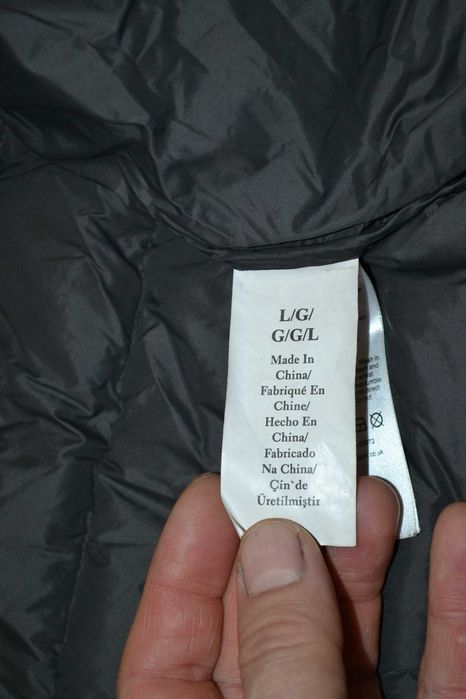 L/G/
G/G/L
Made In
China/
Fabriqué En
Chine/
Hecho En
China/
Fabricado
Na China/
Çin`de
Üretilmiştir